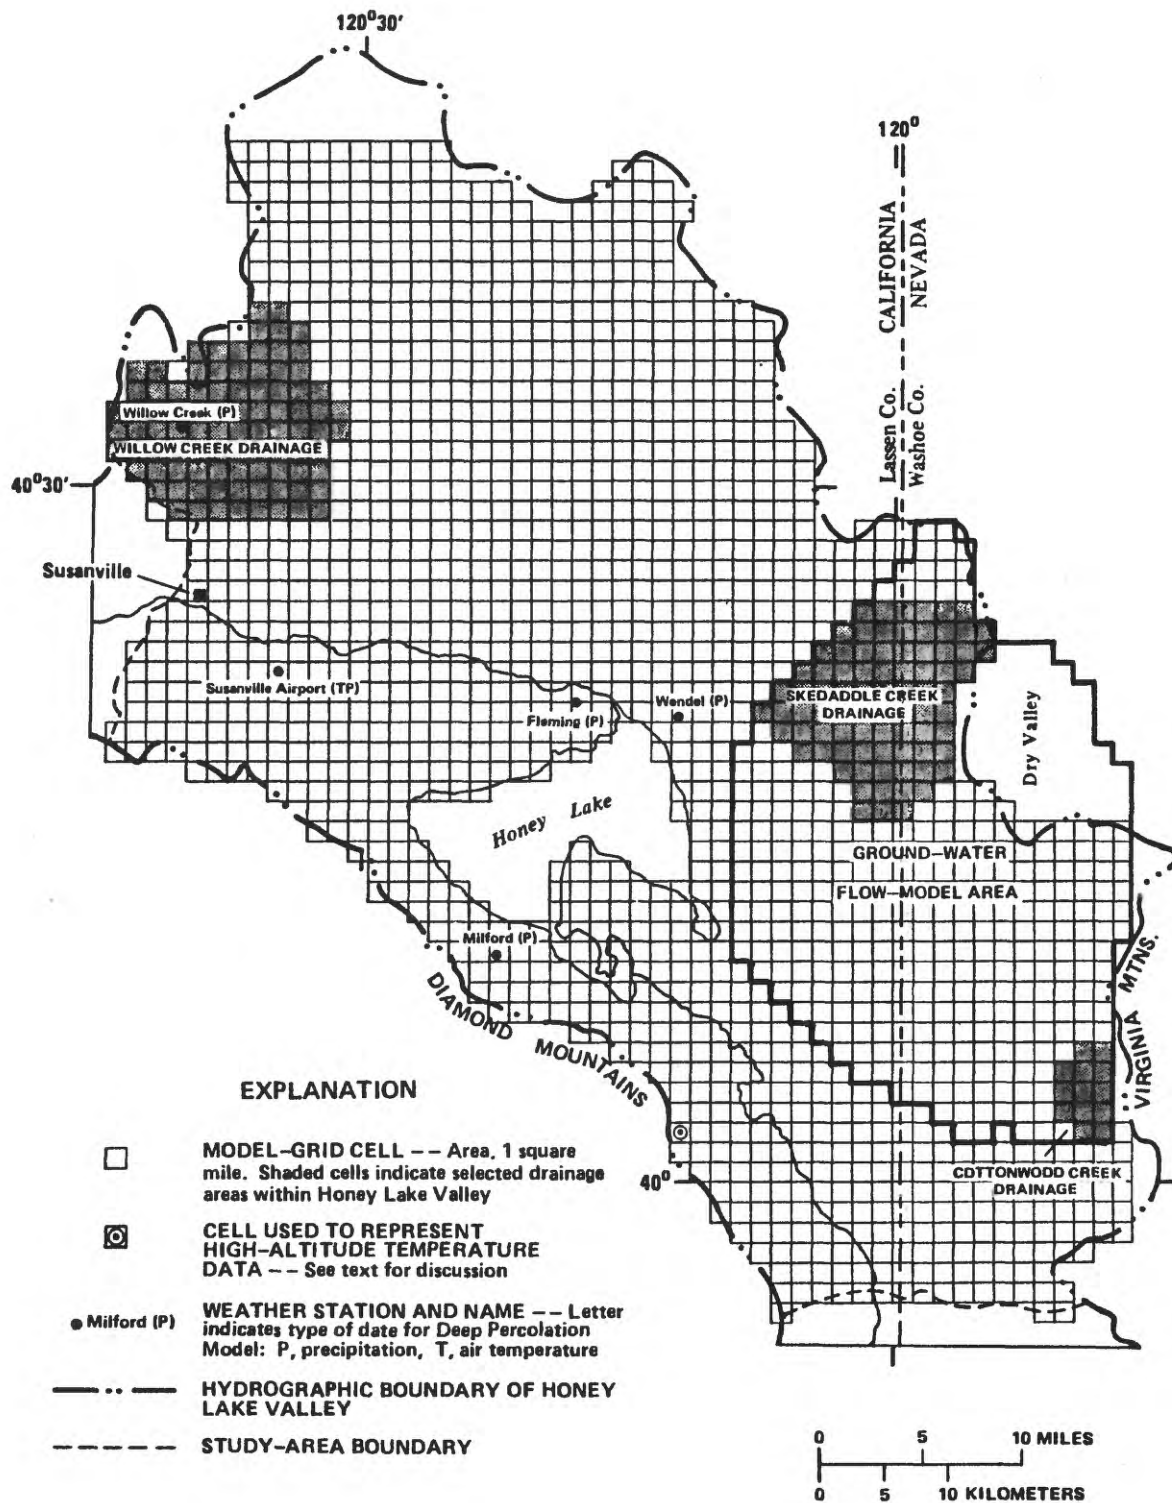 120°30'
120°
CALIFORNIA
NEVADA
Lassen Co.
Washoe Co.
Willow Creek (P)
WILLOW CREEK DRAINAGE
40°30'
Susanville
Susanville Airport (TP)
Fleming (P)
Wendel (P)
SKEDADDLE CREEK
DRAINAGE
Dry Valley
Honey Lake
GROUND-WATER
FLOW-MODEL AREA
Milford (P)
DIAMOND MOUNTAINS
VIRGINIA MTNS.
40°
COTTONWOOD CREEK
DRAINAGE
EXPLANATION
MODEL-GRID CELL -- Area, 1 square
mile. Shaded cells indicate selected drainage
areas within Honey Lake Valley
CELL USED TO REPRESENT
HIGH-ALTITUDE TEMPERATURE
DATA -- See text for discussion
Milford (P)
WEATHER STATION AND NAME -- Letter
indicates type of date for Deep Percolation
Model: P, precipitation, T, air temperature
HYDROGRAPHIC BOUNDARY OF HONEY
LAKE VALLEY
STUDY-AREA BOUNDARY
0 5 10 MILES
0 5 10 KILOMETERS